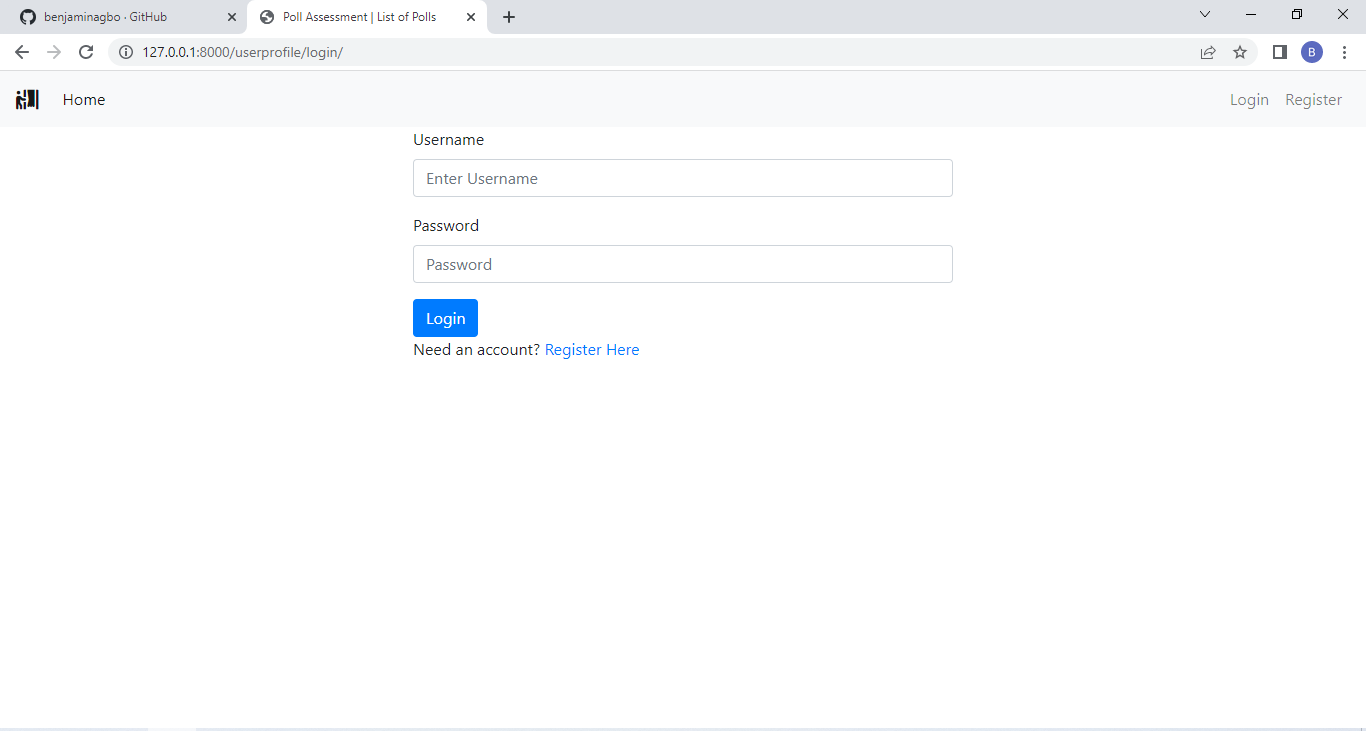 benjaminagbo · GitHub
Poll Assessment | List of Polls
127.0.0.1:8000/userprofile/login/
B
Home
Login
Register
Username
Enter Username
Password
Password
Login
Need an account? Register Here